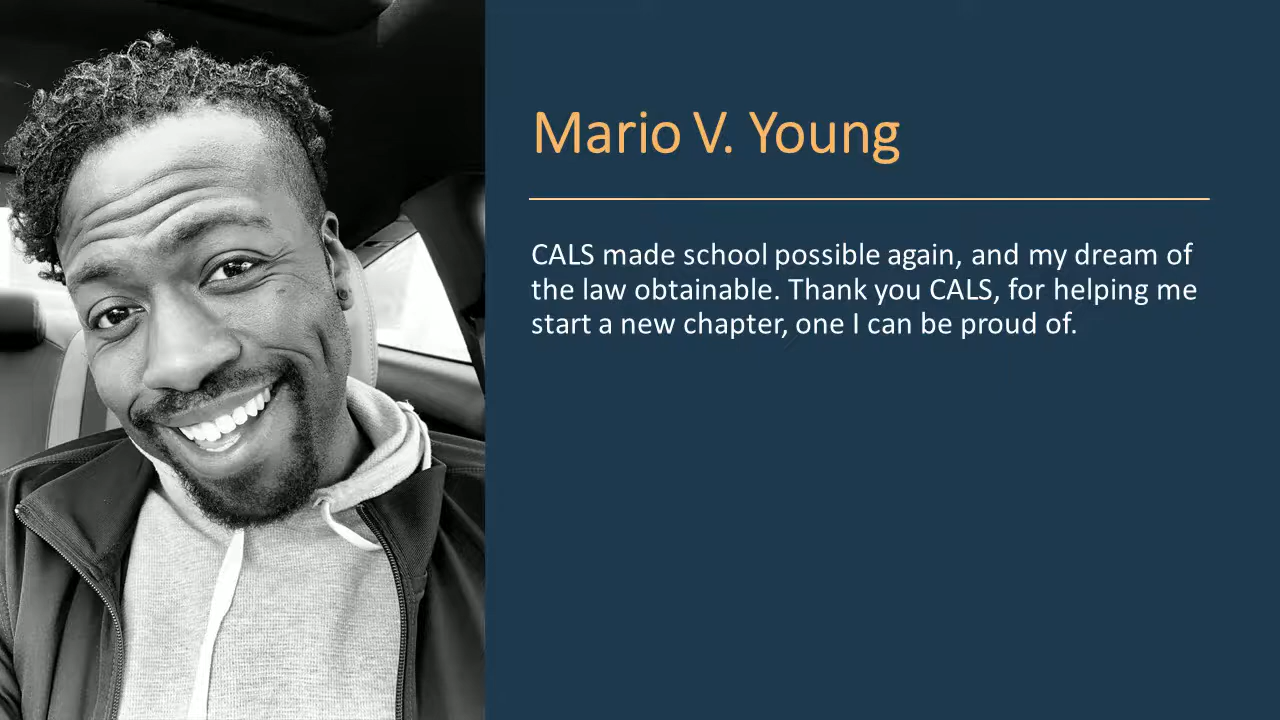 Mario V. Young
CALS made school possible again, and my dream of
the law obtainable. Thank you CALS, for helping me
start a new chapter, one I can be proud of.